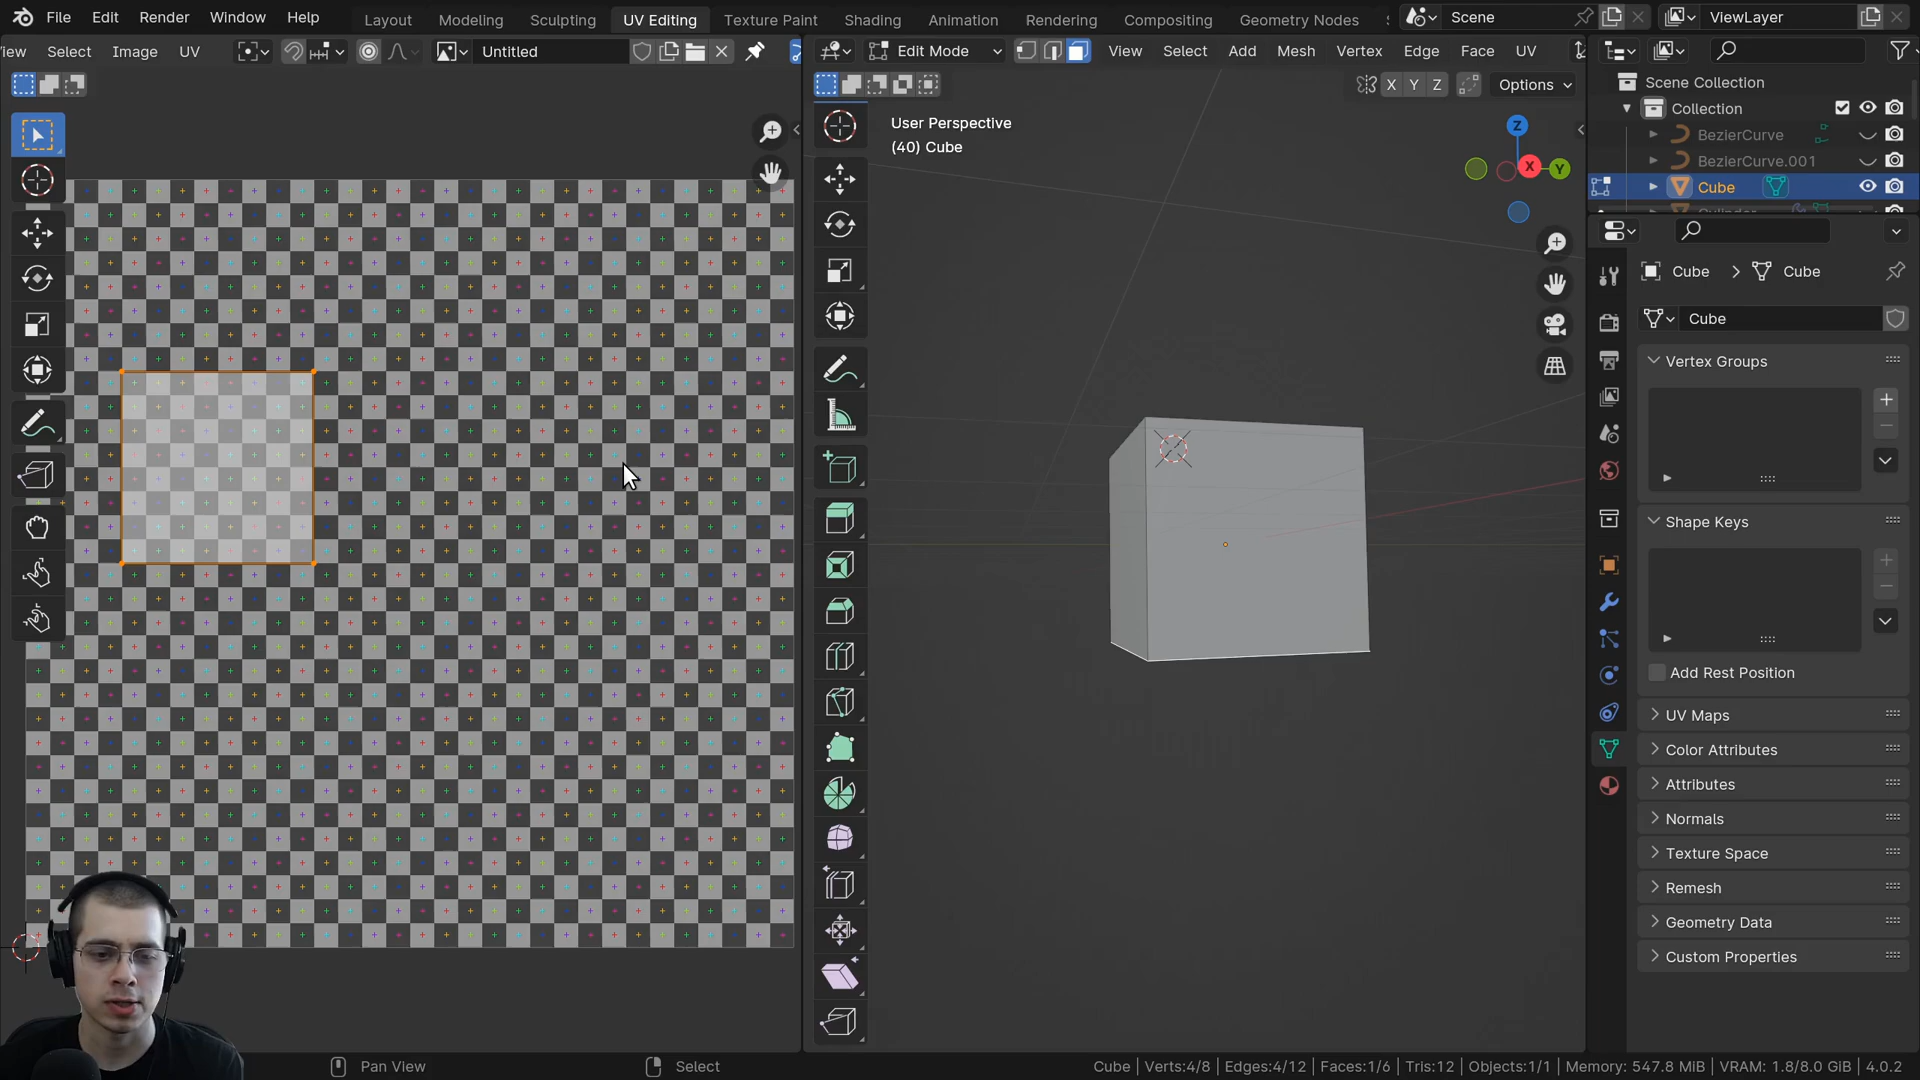 File Edit Render Window Help Layout Modeling Sculpting UV Editing Texture Paint Shading Animation Rendering Compositing Geometry Nodes Scene ViewLayer
iew Select Image UV Untitled Edit Mode View Select Add Mesh Vertex Edge Face UV
Scene Collection
X Y Z Options
Collection
User Perspective
(40) Cube
Z
X
Y
BezierCurve
BezierCurve.001
Cube
Cube Cube
Cube
Vertex Groups
Shape Keys
Add Rest Position
UV Maps
Color Attributes
Attributes
Normals
Texture Space
Remesh
Geometry Data
Custom Properties
Pan View Select Cube | Verts:4/8 | Edges:4/12 | Faces:1/6 | Tris:12 | Objects:1/1 | Memory: 547.8 MiB | VRAM: 1.8/8.0 GiB | 4.0.2